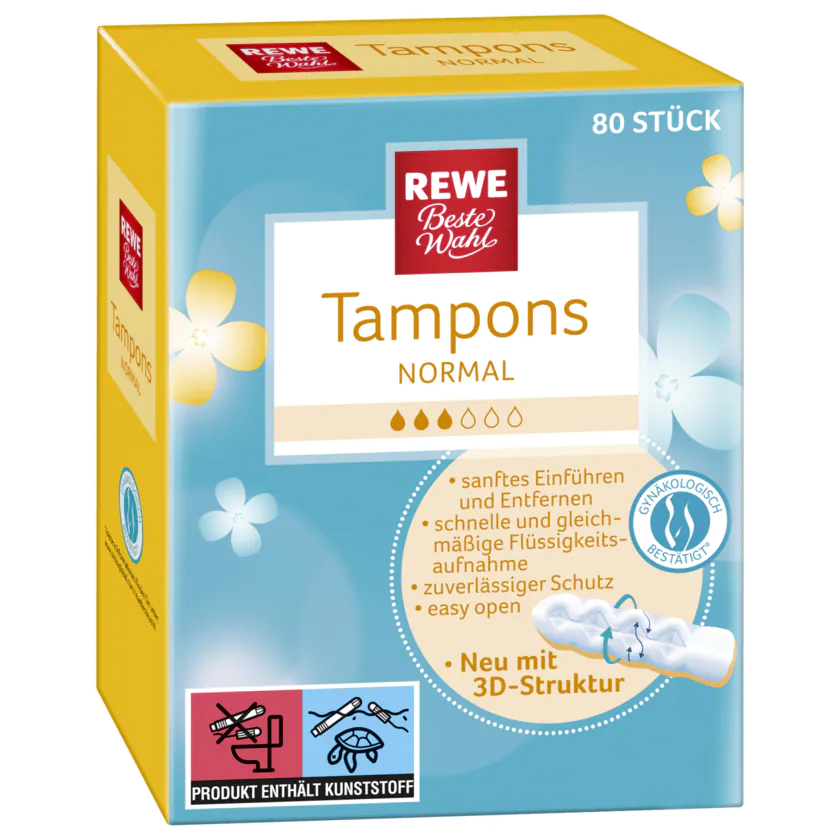 REWE
Beste
Wahl
Tampons
NORMAL
80 STÜCK
REWE
Beste
Wahl
Tampons
NORMAL
REWE
Beste
Wahl
Tampons
NORMAL
• sanftes Einführen
und Entfernen
• schnelle und gleich-
mäßige Flüssigkeits-
aufnahme
• zuverlässiger Schutz
• easy open
• Neu mit
3D-Struktur
GYNÄKOLOGISCH
BESTÄTIGT*
PRODUKT ENTHÄLT KUNSTSTOFF